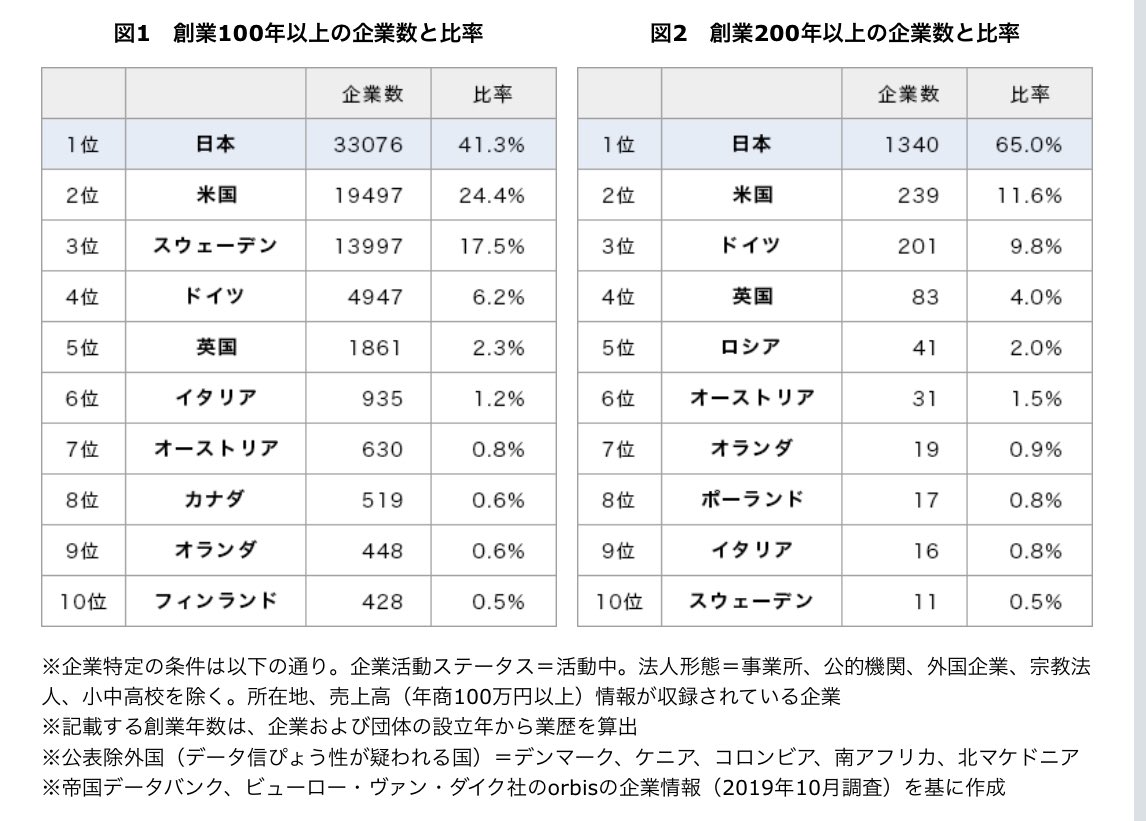 図1　創業100年以上の企業数と比率
企業数 比率
1位 日本 33076 41.3%
2位 米国 19497 24.4%
3位 スウェーデン 13997 17.5%
4位 ドイツ 4947 6.2%
5位 英国 1861 2.3%
6位 イタリア 935 1.2%
7位 オーストリア 630 0.8%
8位 カナダ 519 0.6%
9位 オランダ 448 0.6%
10位 フィンランド 428 0.5%
図2　創業200年以上の企業数と比率
企業数 比率
1位 日本 1340 65.0%
2位 米国 239 11.6%
3位 ドイツ 201 9.8%
4位 英国 83 4.0%
5位 ロシア 41 2.0%
6位 オーストリア 31 1.5%
7位 オランダ 19 0.9%
8位 ポーランド 17 0.8%
9位 イタリア 16 0.8%
10位 スウェーデン 11 0.5%
※企業特定の条件は以下の通り。企業活動ステータス＝活動中。法人形態＝事業所、公的機関、外国企業、宗教法
人、小中高校を除く。所在地、売上高（年商100万円以上）情報が収録されている企業
※記載する創業年数は、企業および団体の設立年から業歴を算出
※公表除外国（データ信ぴょう性が疑われる国）＝デンマーク、ケニア、コロンビア、南アフリカ、北マケドニア
※帝国データバンク、ビューロー・ヴァン・ダイク社のorbisの企業情報（2019年10月調査）を基に作成